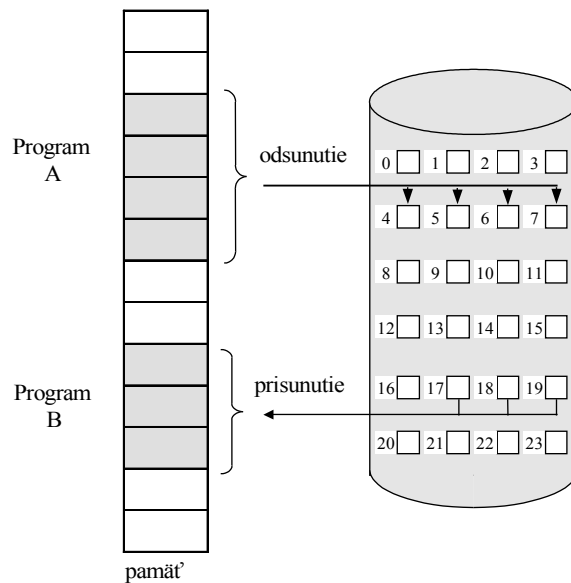 Program
A
odsunutie
0 1 2 3
4 5 6 7
8 9 10 11
12 13 14 15
Program
B
prisunutie
16 17 18 19
20 21 22 23
pamäť